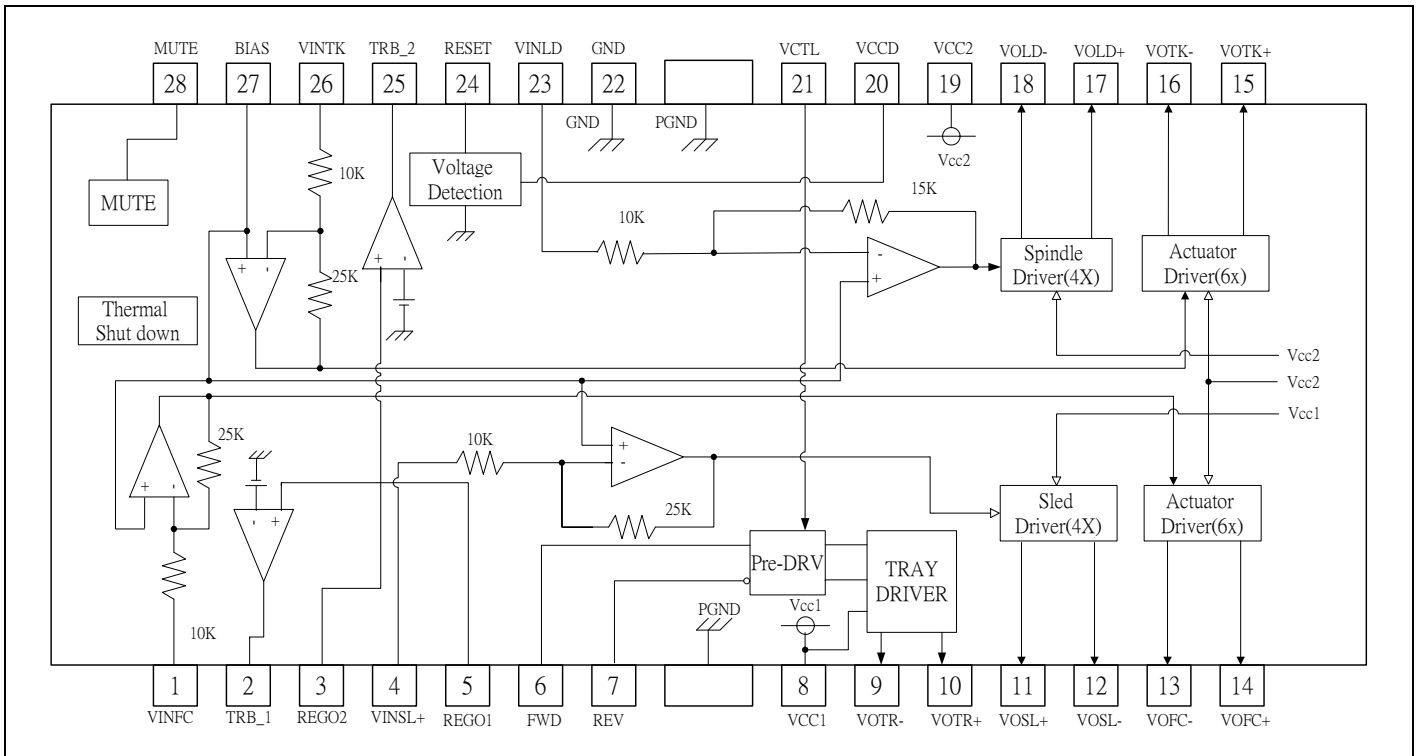 MUTE BIAS VINTK TRB_2 RESET VINLD GND VCTL VCCD VCC2 VOLD- VOLD+ VOTK- VOTK+
28 27 26 25 24 23 22 21 20 19 18 17 16 15
GND PGND
Vcc2
10K
Voltage
Detection
MUTE
15K
10K
+ -
25K
+ -
-
+
Spindle
Driver(4X)
Actuator
Driver(6x)
Thermal
Shut down
Vcc2
Vcc2
Vcc1
25K
10K
+
-
+ -
- +
25K
Sled
Driver(4X)
Actuator
Driver(6x)
Pre-DRV
TRAY
DRIVER
PGND
Vcc1
10K
1 2 3 4 5 6 7 8 9 10 11 12 13 14
VINFC TRB_1 REGO2 VINSL+ REGO1 FWD REV VCC1 VOTR- VOTR+ VOSL+ VOSL- VOFC- VOFC+